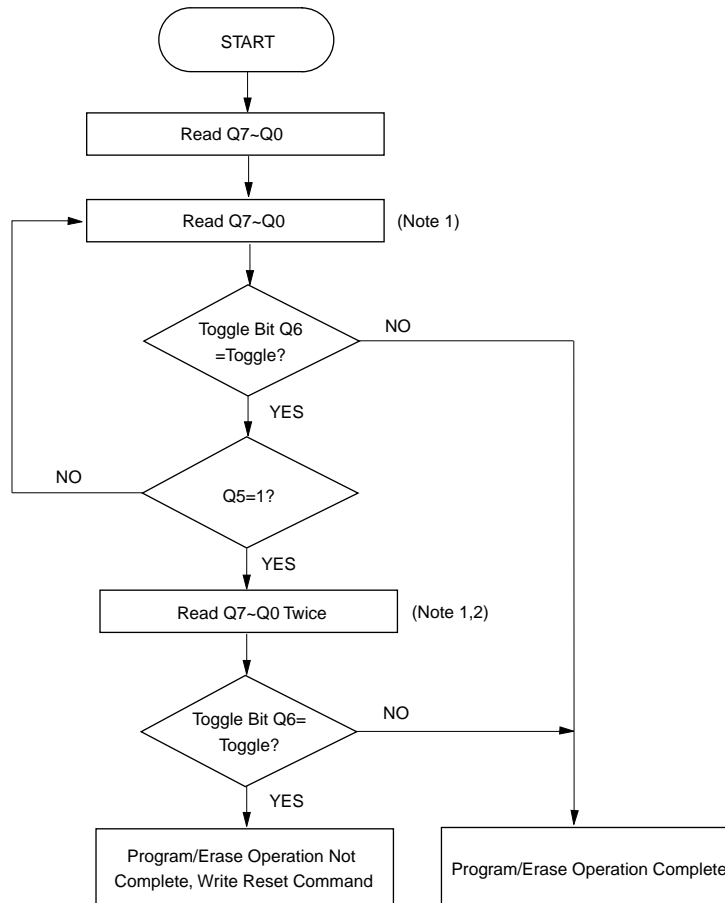 START
Read Q7~Q0
Read Q7~Q0
(Note 1)
Toggle Bit Q6
=Toggle?
NO
YES
NO
Q5=1?
YES
Read Q7~Q0 Twice
(Note 1,2)
Toggle Bit Q6=
Toggle?
NO
YES
Program/Erase Operation Not
Complete, Write Reset Command
Program/Erase Operation Complete